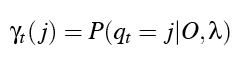 γₜ(j) = P(qₜ = j|O,λ)